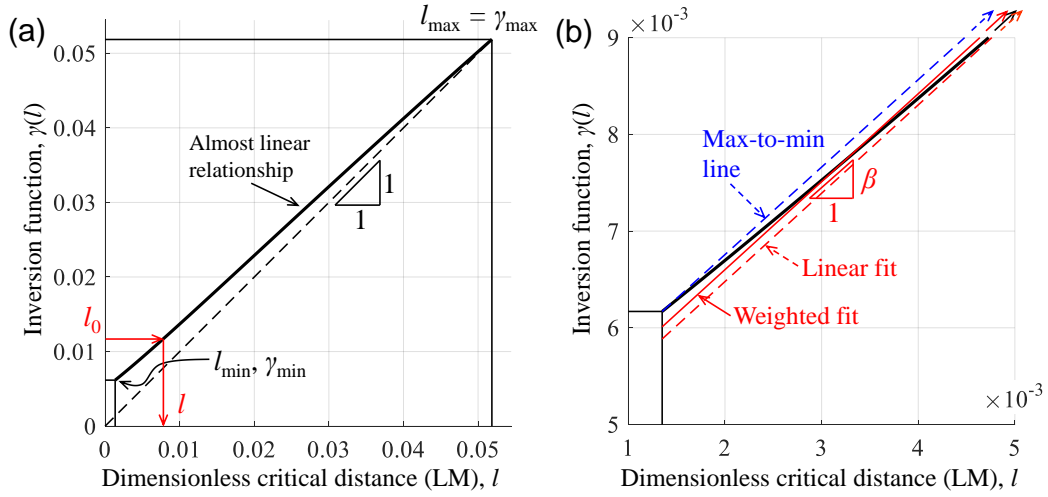 (a)
l_max = γ_max
Inversion function, γ(l)
0.05
0.04
0.03
0.02
0.01
0
Almost linear
relationship
1
1
l_0
l_min, γ_min
l
0
0.01
0.02
0.03
0.04
0.05
Dimensionless critical distance (LM), l
(b)
×10^-3
Inversion function, γ(l)
9
8
7
6
5
Max-to-min
line
β
1
Linear fit
Weighted fit
×10^-3
1
2
3
4
5
Dimensionless critical distance (LM), l